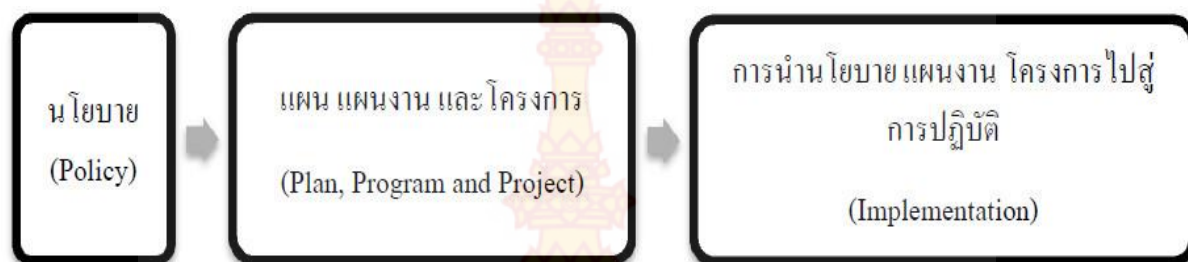 นโยบาย
(Policy)
แผน แผนงาน และ โครงการ
(Plan, Program and Project)
การนำนโยบาย แผนงาน โครงการ ไปสู่
การปฏิบัติ
(Implementation)